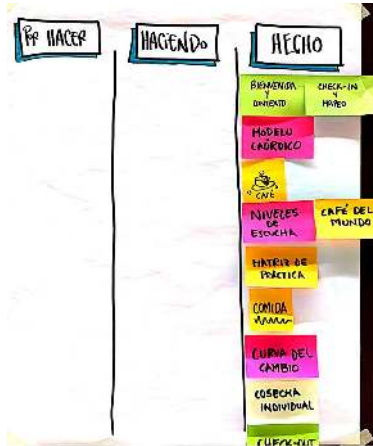 POR HACER
HACIENDO
HECHO
BIENVENIDA
Y
CONTEXTO
CHECK-IN
Y
MAPEO
MODELO
CAÓRDICO
CAFÉ
NIVELES
DE
ESCUCHA
CAFÉ DEL
MUNDO
MATRIZ DE
PRÁCTICA
COMIDA
CURVA DEL
CAMBIO
COSECHA
INDIVIDUAL
CHECK-OUT